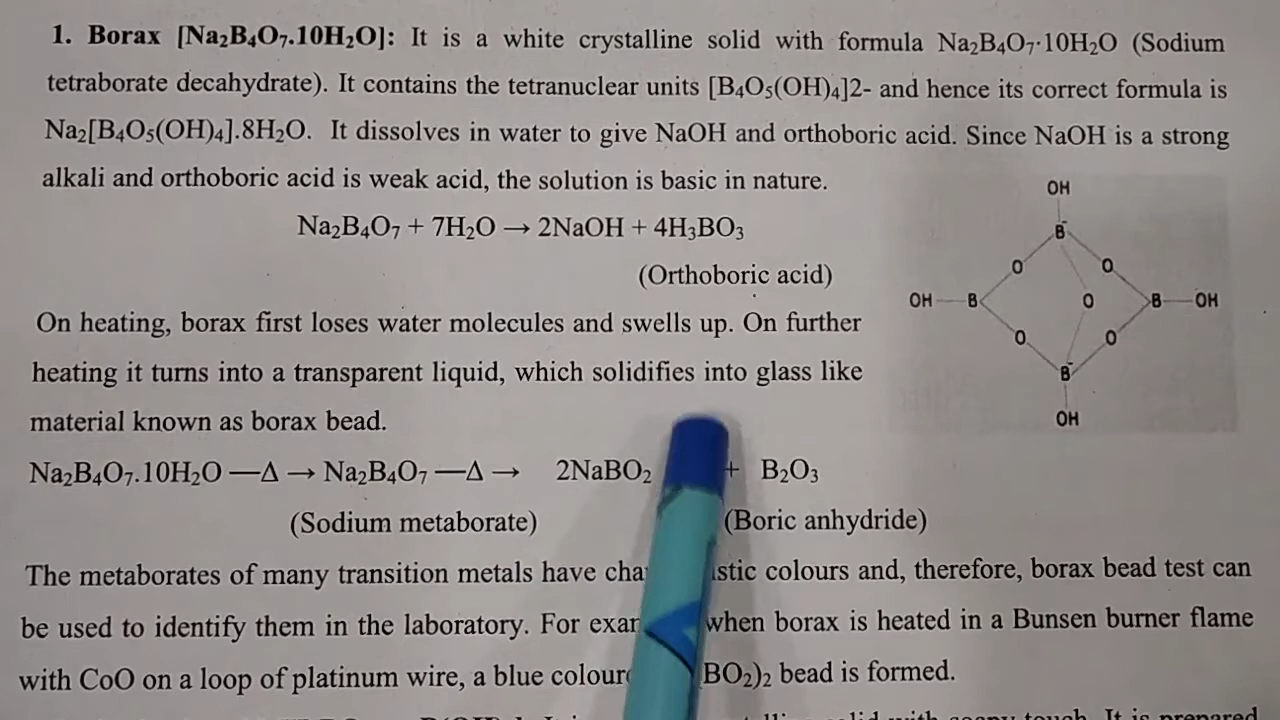 1. Borax [Na₂B₄O₇.10H₂O]: It is a white crystalline solid with formula Na₂B₄O₇·10H₂O (Sodium
tetraborate decahydrate). It contains the tetranuclear units [B₄O₅(OH)₄]2- and hence its correct formula is
Na₂[B₄O₅(OH)₄].8H₂O. It dissolves in water to give NaOH and orthoboric acid. Since NaOH is a strong
alkali and orthoboric acid is weak acid, the solution is basic in nature.
Na₂B₄O₇ + 7H₂O → 2NaOH + 4H₃BO₃
(Orthoboric acid)
On heating, borax first loses water molecules and swells up. On further
heating it turns into a transparent liquid, which solidifies into glass like
material known as borax bead.
OH
B⁻
O O
OH B O B OH
O O
B⁻
OH
Na₂B₄O₇.10H₂O —Δ → Na₂B₄O₇ —Δ → 2NaBO₂ + B₂O₃
(Sodium metaborate) (Boric anhydride)
The metaborates of many transition metals have colours and, therefore, borax bead test can
be used to identify them in the laboratory. For when borax is heated in a Bunsen burner flame
with CoO on a loop of platinum wire, a blue BO₂)₂ bead is formed.
It is prepared